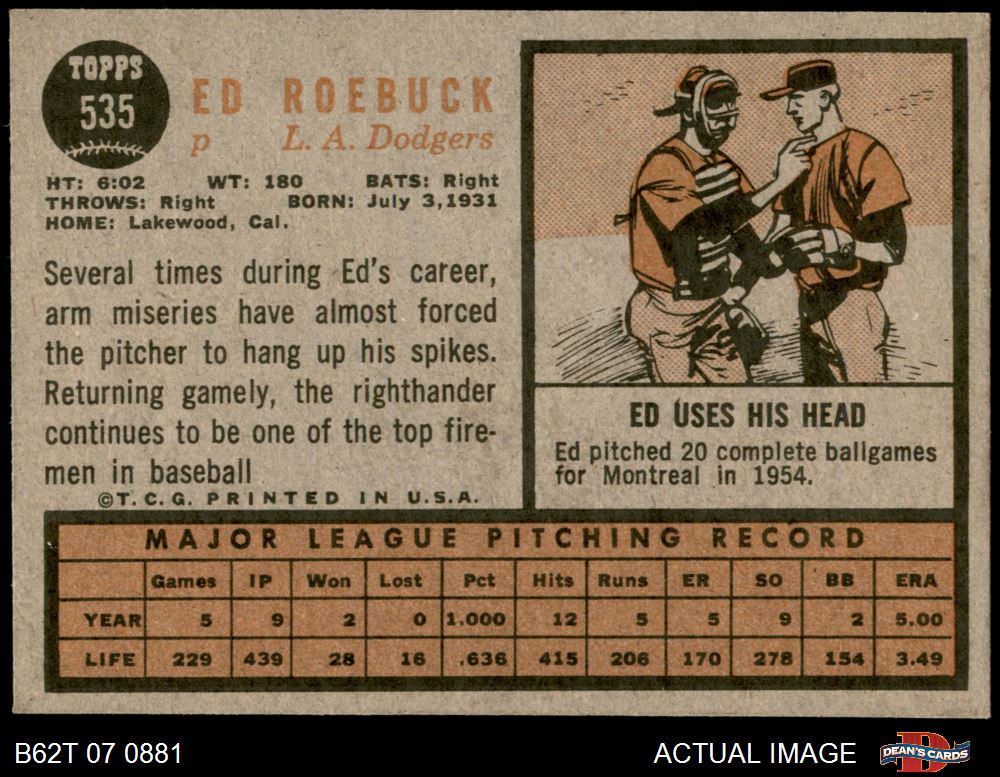 TOPPS
535
ED ROEBUCK
p L. A. Dodgers
HT: 6:02 WT: 180 BATS: Right
THROWS: Right BORN: July 3,1931
HOME: Lakewood, Cal.
Several times during Ed's career,
arm miseries have almost forced
the pitcher to hang up his spikes.
Returning gamely, the righthander
continues to be one of the top fire-
men in baseball
©T.C.G. PRINTED IN U.S.A.
ED USES HIS HEAD
Ed pitched 20 complete ballgames
for Montreal in 1954.
MAJOR LEAGUE PITCHING RECORD
Games IP Won Lost Pct Hits Runs ER SO BB ERA
YEAR 5 9 2 0 1.000 12 5 5 9 2 5.00
LIFE 229 439 28 16 .636 415 206 170 278 154 3.49
B62T 07 0881 ACTUAL IMAGE DEAN'S CARDS